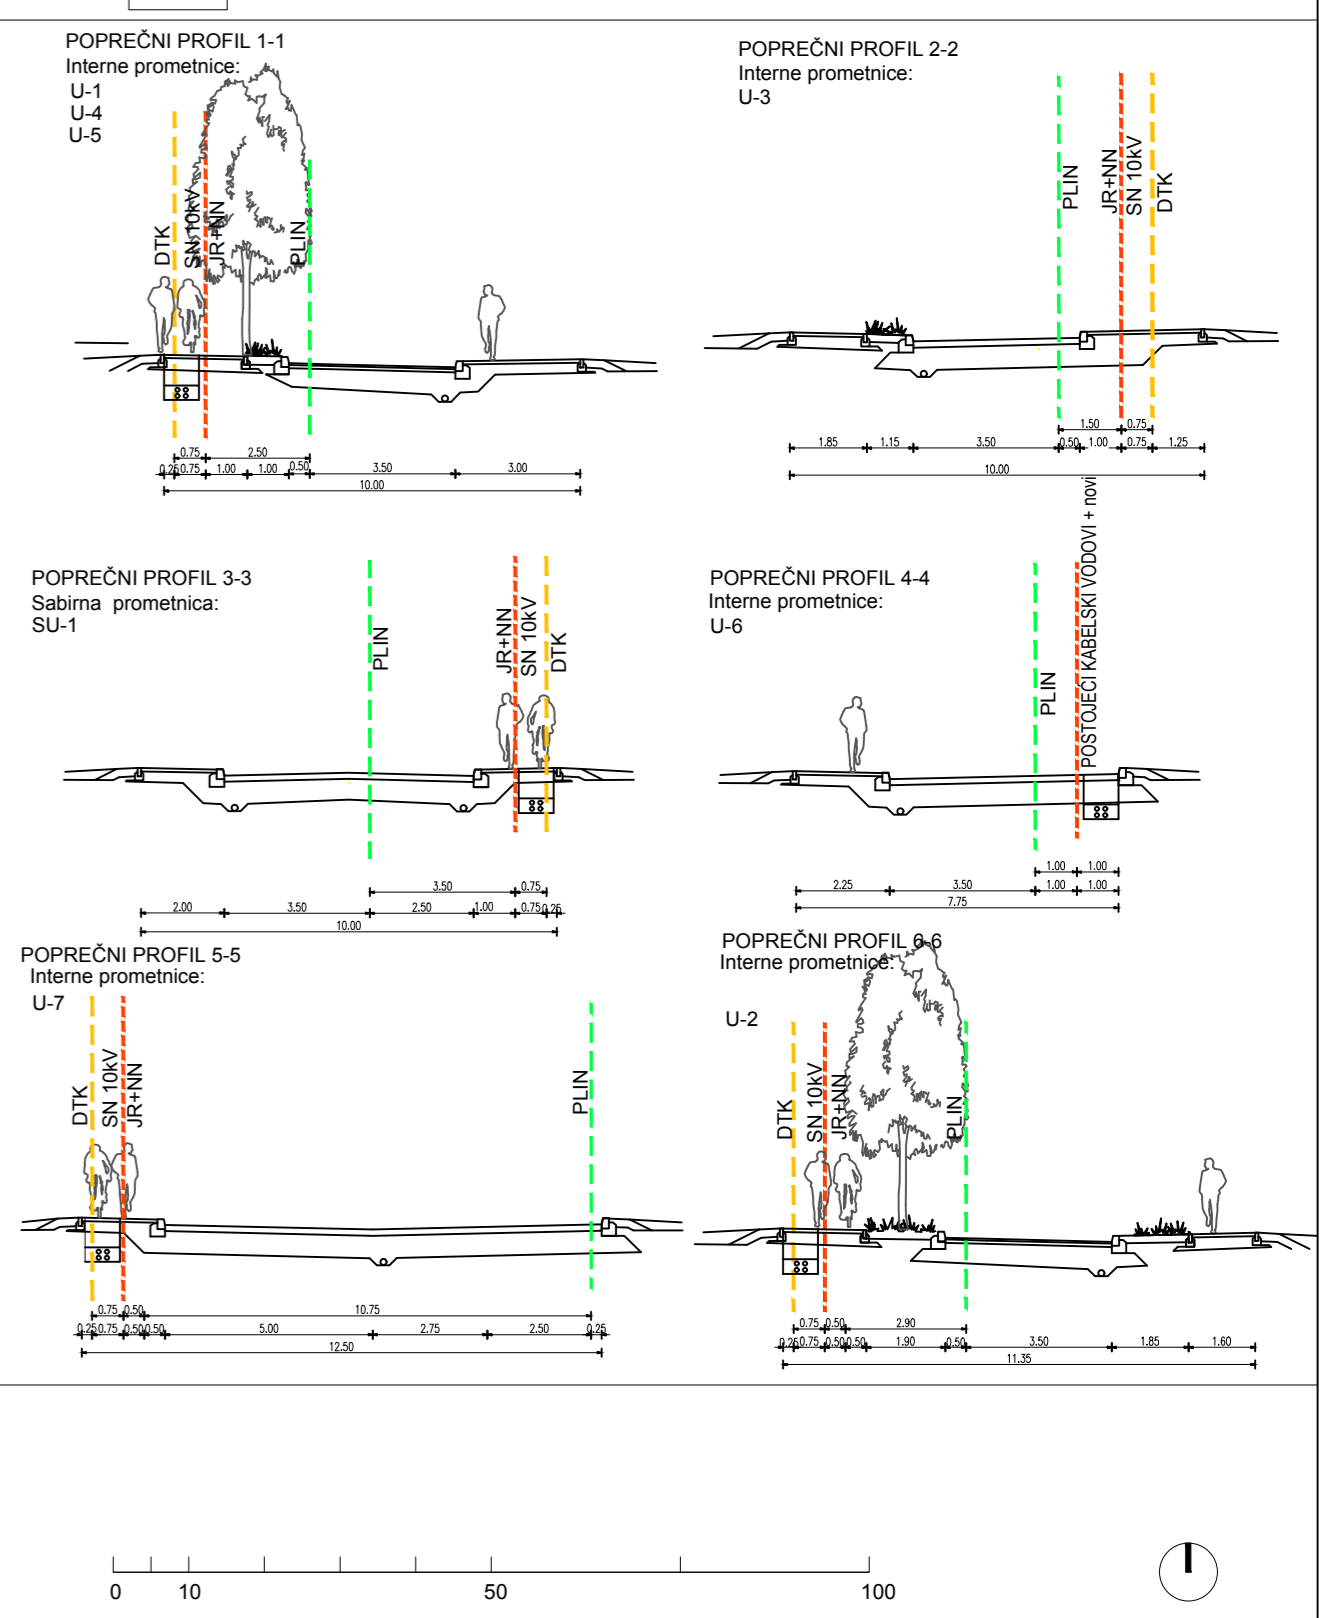 POPREČNI PROFIL 1-1
Interne prometnice:
U-1
U-4
U-5
DTK
SN 10kV
JR+NN
PLIN
0.75 2.50
0.25 0.75 1.00 1.00 0.50 3.50 3.00
10.00
POPREČNI PROFIL 2-2
Interne prometnice:
U-3
PLIN
JR+NN
SN 10kV
DTK
1.50 0.75
1.85 1.15 3.50 0.50 1.00 0.75 1.25
10.00
POPREČNI PROFIL 3-3
Sabirna prometnica:
SU-1
PLIN
JR+NN
SN 10kV
DTK
3.50 0.75
2.00 3.50 2.50 1.00 0.75 0.25
10.00
POPREČNI PROFIL 4-4
Interne prometnice:
U-6
PLIN
POSTOJEĆI KABELSKI VODOVI + novi
1.00 1.00
2.25 3.50 1.00 1.00
7.75
POPREČNI PROFIL 5-5
Interne prometnice:
U-7
DTK
SN 10kV
JR+NN
PLIN
0.75 0.50 10.75
0.25 0.75 0.50 0.50 5.00 2.75 2.50 0.25
12.50
POPREČNI PROFIL 6-6
Interne prometnice:
U-2
DTK
SN 10kV
JR+NN
PLIN
0.75 0.50 2.90
0.25 0.75 0.50 0.50 1.90 0.50 3.50 1.85 1.60
11.35
0 10 50 100